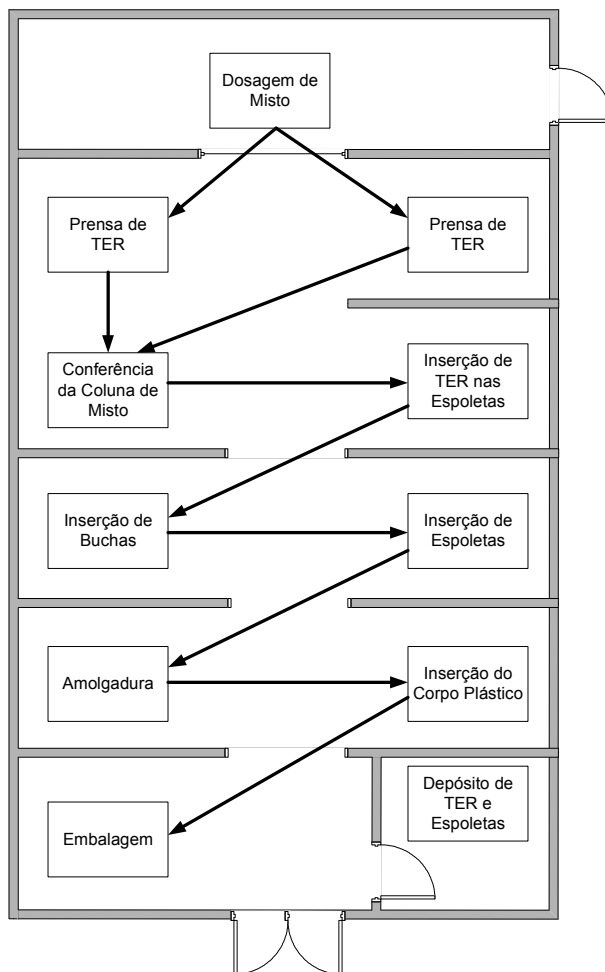 Dosagem de
Misto
Prensa de
TER
Prensa de
TER
Conferência
da Coluna de
Misto
Inserção de
TER nas
Espoletas
Inserção de
Buchas
Inserção de
Espoletas
Amolgadura
Inserção do
Corpo Plástico
Embalagem
Depósito de
TER e
Espoletas